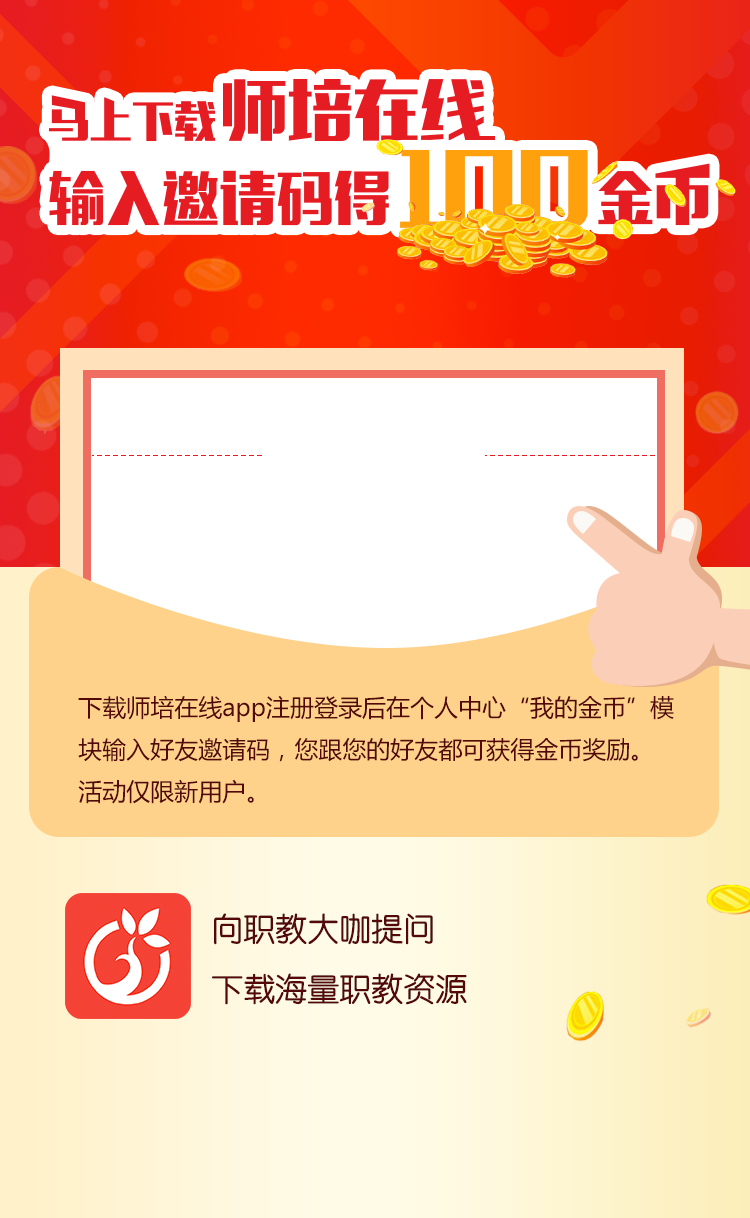 马上下载师培在线
输入邀请码得100金币
下载师培在线app注册登录后在个人中心“我的金币”模
块输入好友邀请码，您跟您的好友都可获得金币奖励。
活动仅限新用户。
向职教大咖提问
下载海量职教资源